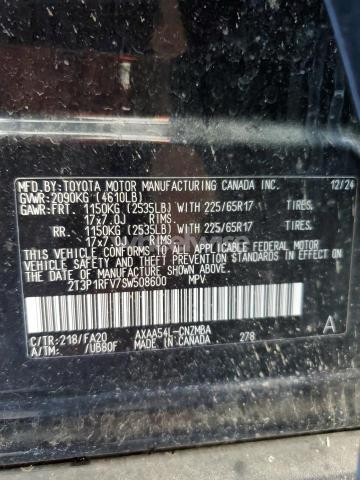 MFD.BY:TOYOTA MOTOR MANUFACTURING CANADA INC. 12/24
GVWR:2090KG (4610LB)
GAWR:FRT. 1150KG (2535LB) WITH 225/65R17 TIRES,
17x7.0J RIMS,
RR. 1150KG (2535LB) WITH 225/65R17 TIRES,
17x7.0J RIMS,
THIS VEHICLE CONFORMS TO ALL APPLICABLE FEDERAL MOTOR
VEHICLE SAFETY, BUMPER, AND THEFT PREVENTION STANDARDS
IN EFFECT ON THE DATE OF MANUFACTURE SHOWN ABOVE.
2T3P1RFV7SW508600 MPV
C/TR:218/FA20 AXAA54L-CNZMBA A
A/TM: /UB80F MADE IN CANADA 278